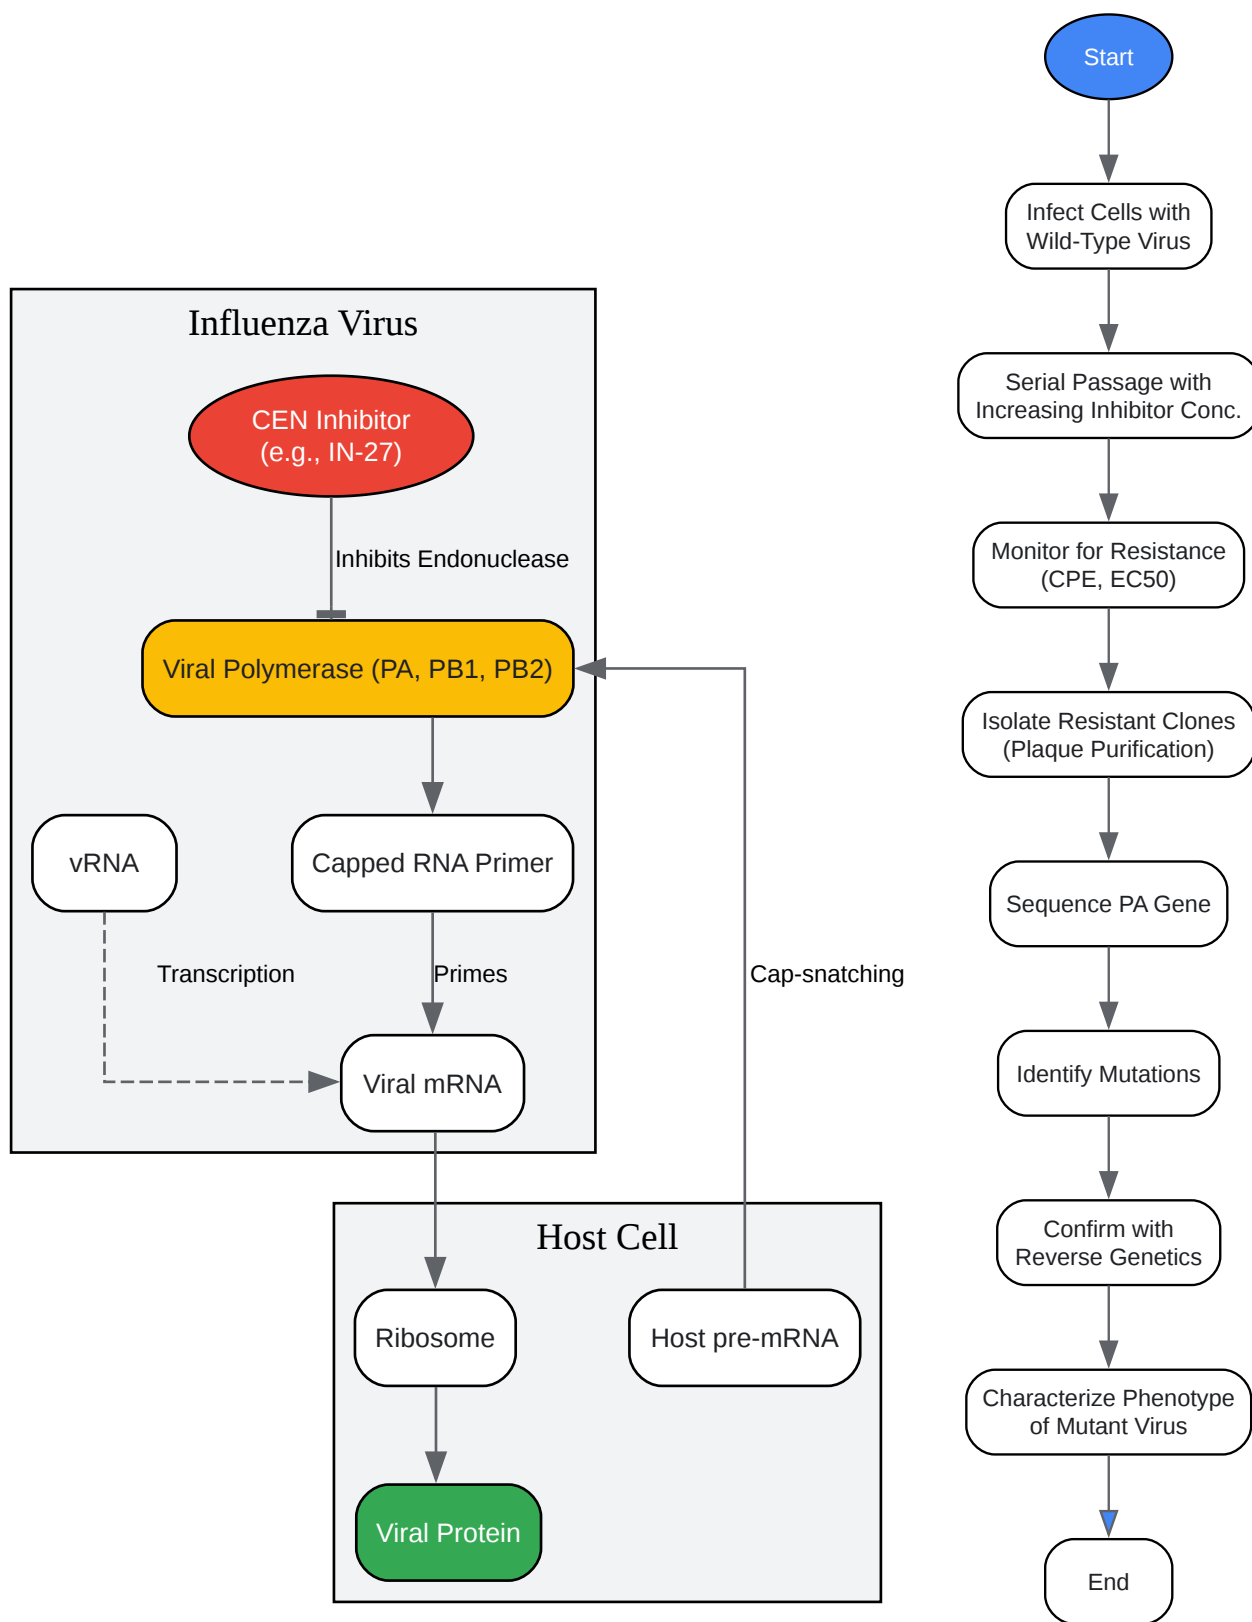 Influenza Virus
CEN Inhibitor
(e.g., IN-27)
Inhibits Endonuclease
Viral Polymerase (PA, PB1, PB2)
vRNA
Capped RNA Primer
Transcription
Primes
Cap-snatching
Viral mRNA
Host Cell
Ribosome
Host pre-mRNA
Viral Protein
Start
Infect Cells with
Wild-Type Virus
Serial Passage with
Increasing Inhibitor Conc.
Monitor for Resistance
(CPE, EC50)
Isolate Resistant Clones
(Plaque Purification)
Sequence PA Gene
Identify Mutations
Confirm with
Reverse Genetics
Characterize Phenotype
of Mutant Virus
End